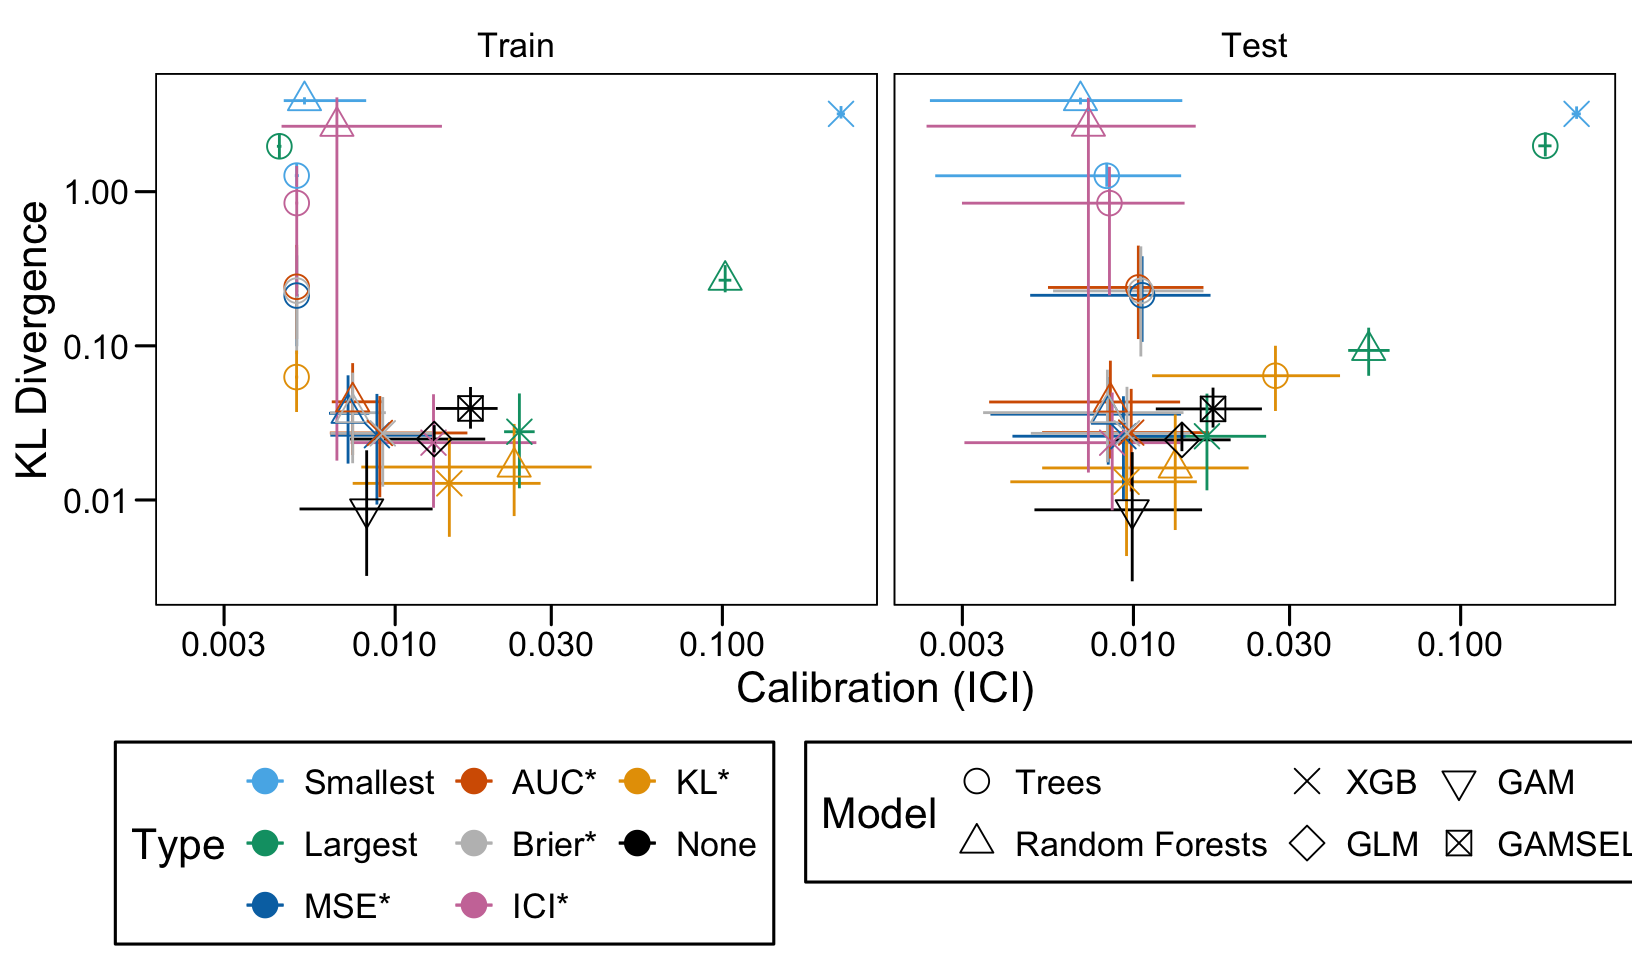 Train Test
KL Divergence
1.00
0.10
0.01
0.003 0.010 0.030 0.100 0.003 0.010 0.030 0.100
Calibration (ICI)
Type
Smallest AUC* KL*
Largest Brier* None
MSE* ICI*
Model
Trees XGB GAM
Random Forests GLM GAMSEL